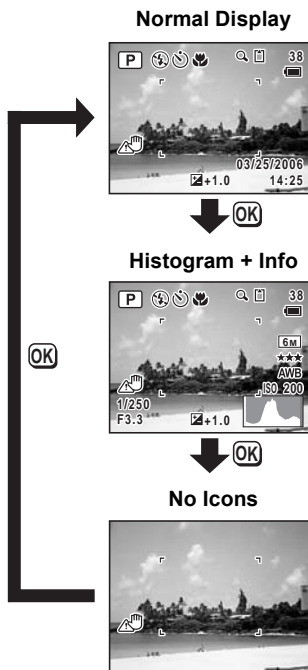 Normal Display
P 38
03/25/2006
+1.0 14:25
OK
Histogram + Info
P 38
6M
AWB
ISO 200
1/250
F3.3 +1.0
OK
OK
No Icons